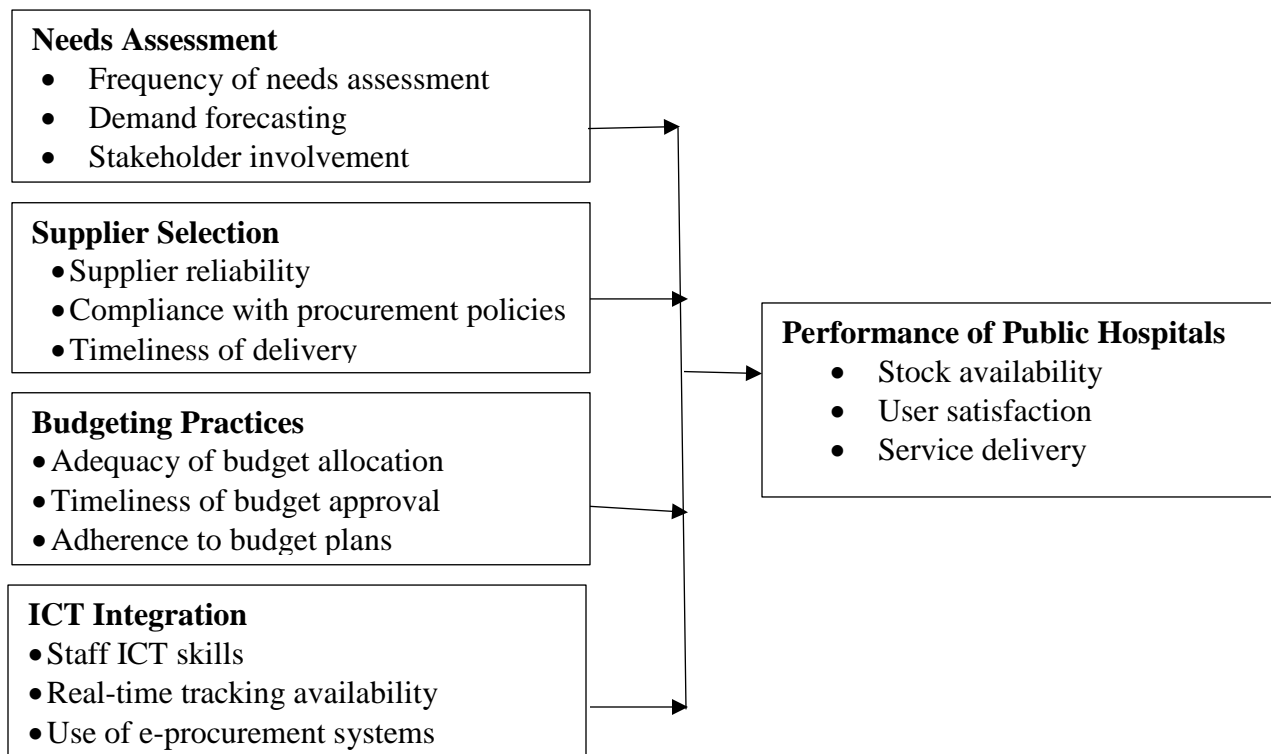 Needs Assessment
• Frequency of needs assessment
• Demand forecasting
• Stakeholder involvement
Supplier Selection
• Supplier reliability
• Compliance with procurement policies
• Timeliness of delivery
Budgeting Practices
• Adequacy of budget allocation
• Timeliness of budget approval
• Adherence to budget plans
ICT Integration
• Staff ICT skills
• Real-time tracking availability
• Use of e-procurement systems
Performance of Public Hospitals
• Stock availability
• User satisfaction
• Service delivery